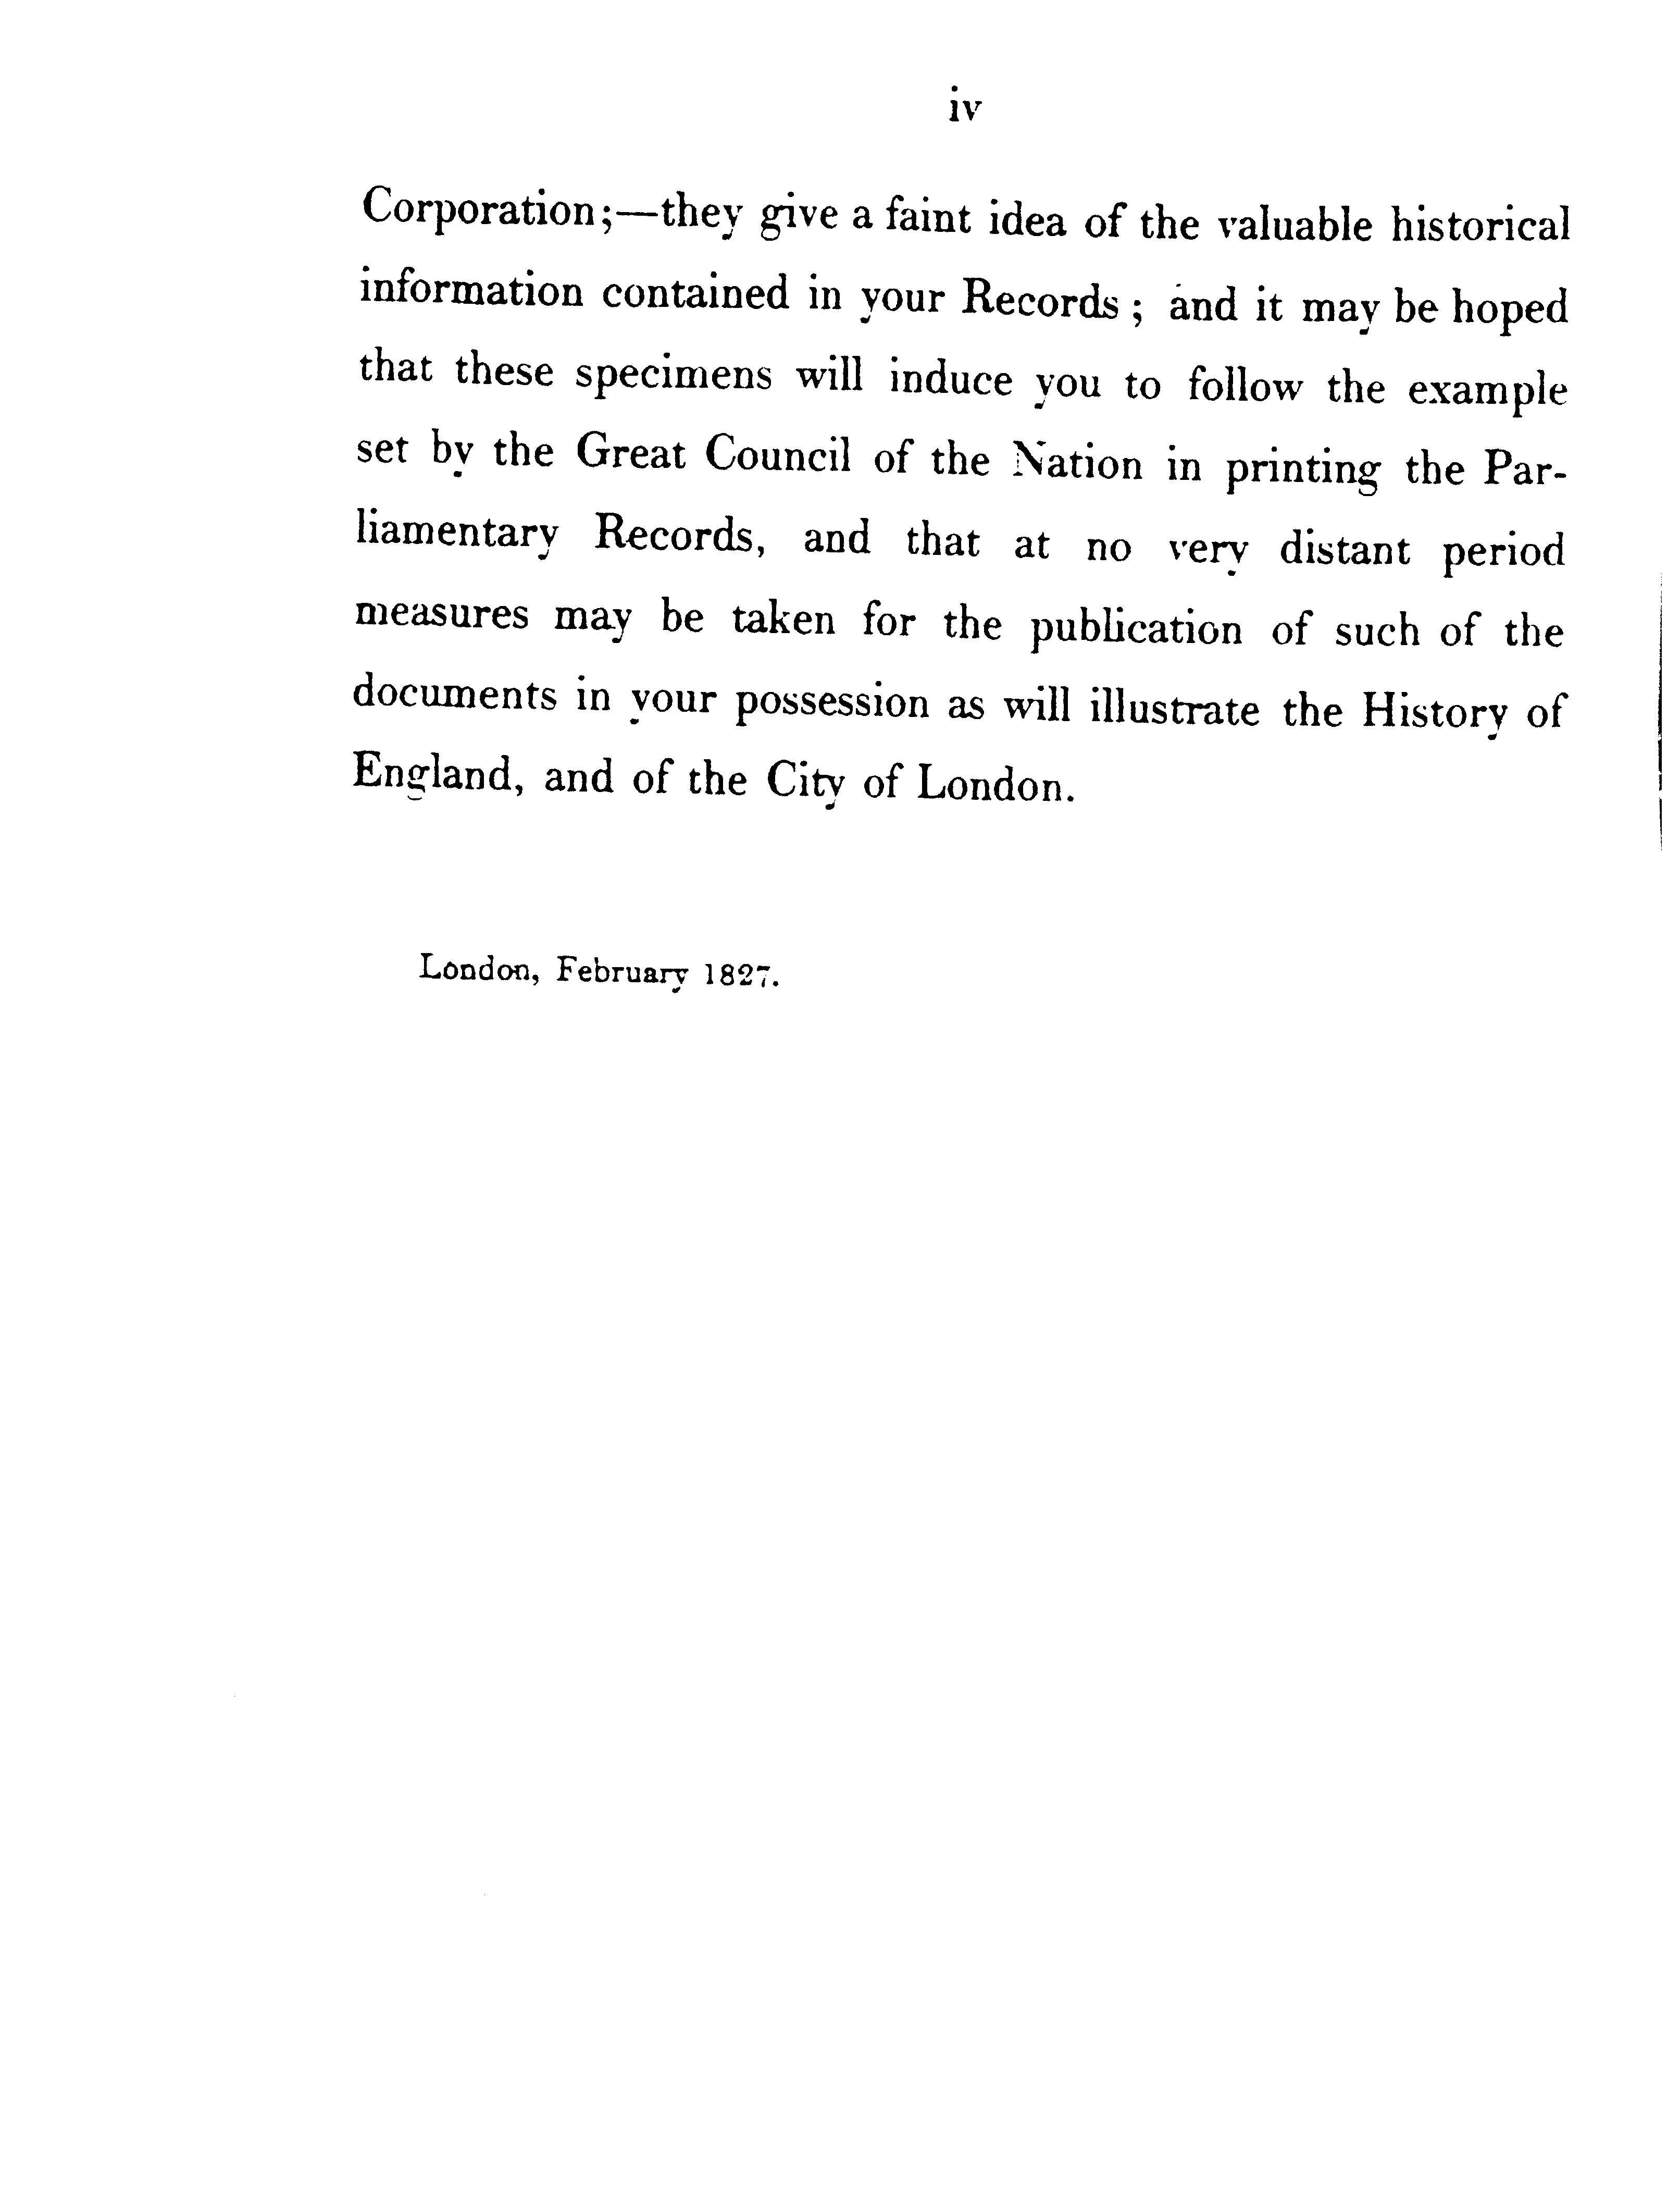 iv
Corporation;—they give a faint idea of the valuable historical
information contained in your Records ; and it may be hoped
that these specimens will induce you to follow the example
set by the Great Council of the Nation in printing the Par-
liamentary Records, and that at no very distant period
measures may be taken for the publication of such of the
documents in your possession as will illustrate the History of
England, and of the City of London.
London, February 1827.